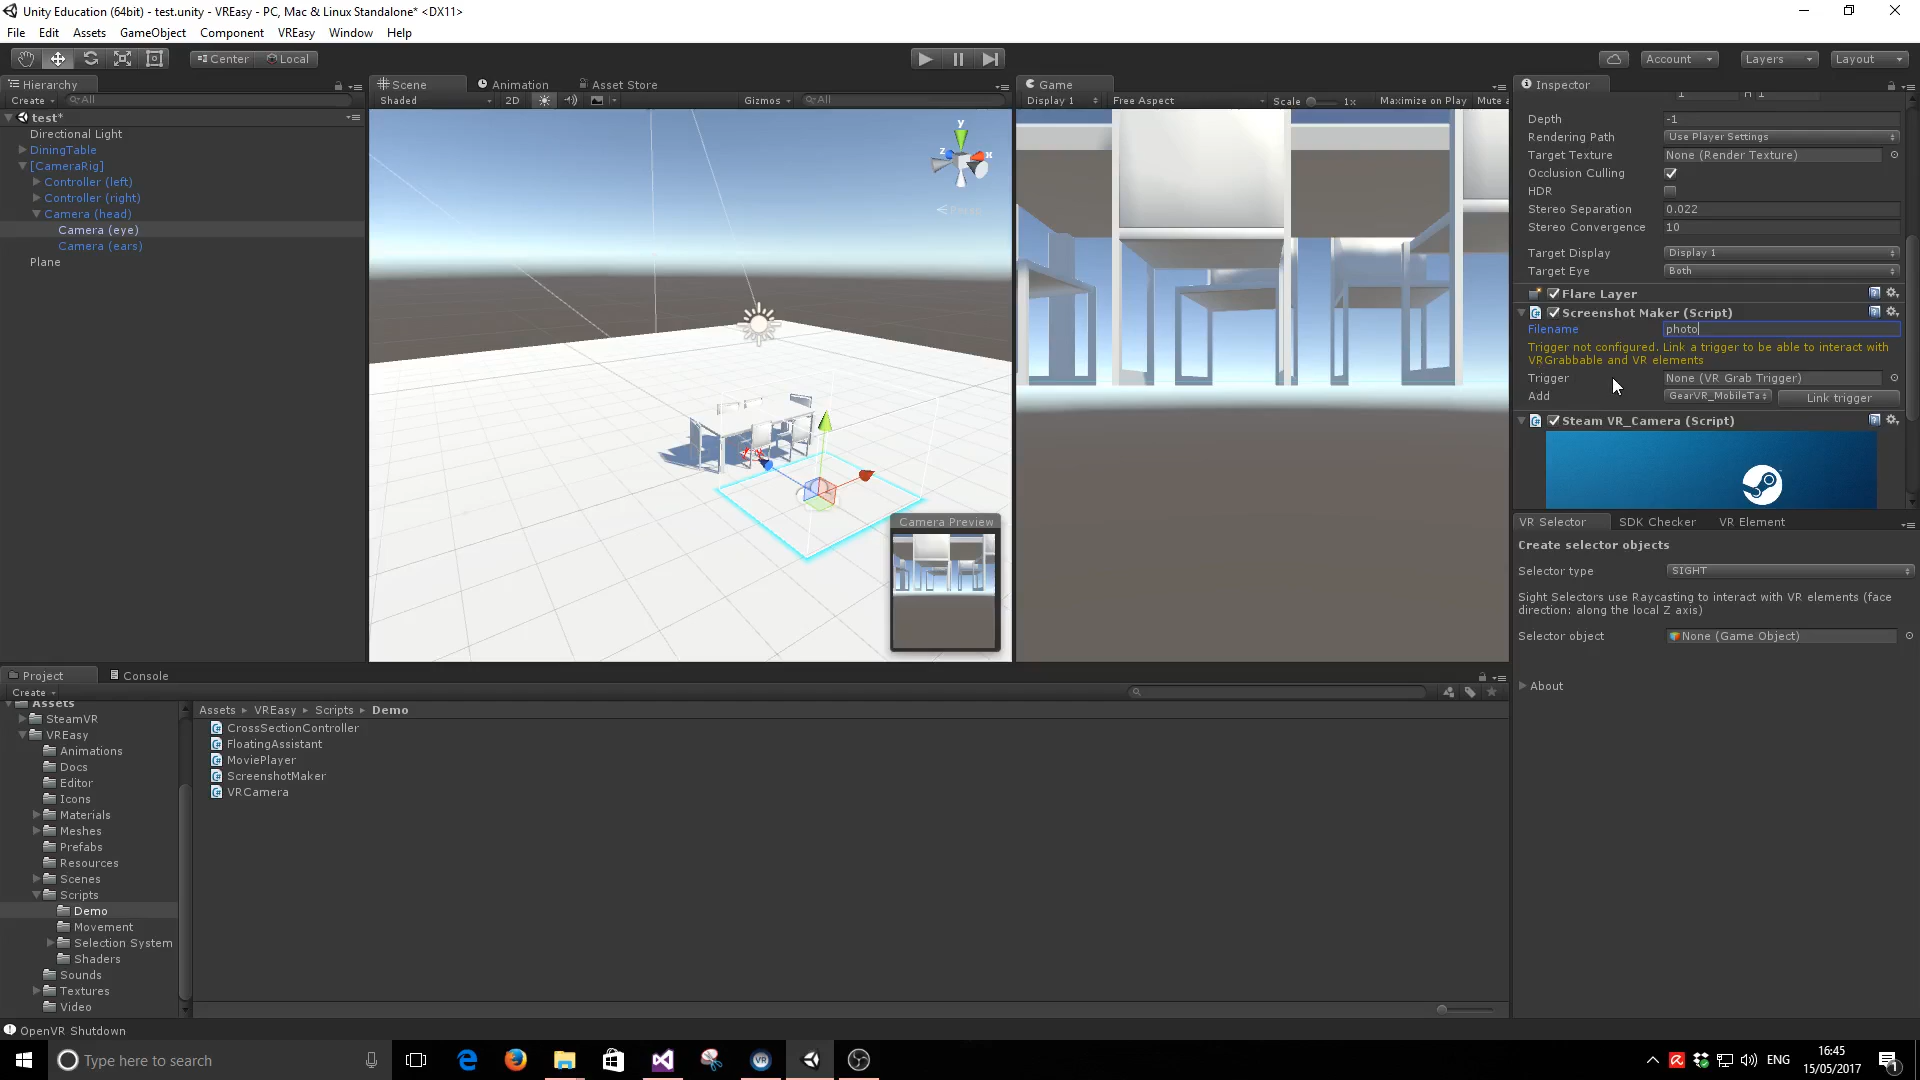 Unity Education (64bit) - test.unity - VREasy - PC, Mac & Linux Standalone* <DX11>
File Edit Assets GameObject Component VREasy Window Help
Center Local Account Layers Layout
Hierarchy
Create All
test*
Directional Light
DiningTable
[CameraRig]
Controller (left)
Controller (right)
Camera (head)
Camera (eye)
Camera (ears)
Plane
Scene Animation Asset Store
Shaded 2D Gizmos All
y
z x
Persp
Camera Preview
Game
Display 1 Free Aspect Scale 1x Maximize on Play Mute a
Inspector
Depth -1
Rendering Path Use Player Settings
Target Texture None (Render Texture)
Occlusion Culling
HDR
Stereo Separation 0.022
Stereo Convergence 10
Target Display Display 1
Target Eye Both
Flare Layer
Screenshot Maker (Script)
Filename photo
Trigger not configured. Link a trigger to be able to interact with
VRGrabbable and VR elements
Trigger None (VR Grab Trigger)
Add GearVR_MobileTa Link trigger
Steam VR_Camera (Script)
VR Selector SDK Checker VR Element
Create selector objects
Selector type SIGHT
Sight Selectors use Raycasting to interact with VR elements (face
direction: along the local Z axis)
Selector object None (Game Object)
About
Project Console
Create
Assets
SteamVR
VREasy
Animations
Docs
Editor
Icons
Materials
Meshes
Prefabs
Resources
Scenes
Scripts
Demo
Movement
Selection System
Shaders
Sounds
Textures
Video
Assets VREasy Scripts Demo
CrossSectionController
FloatingAssistant
MoviePlayer
ScreenshotMaker
VRCamera
OpenVR Shutdown
Type here to search
ENG
16:45
15/05/2017
1